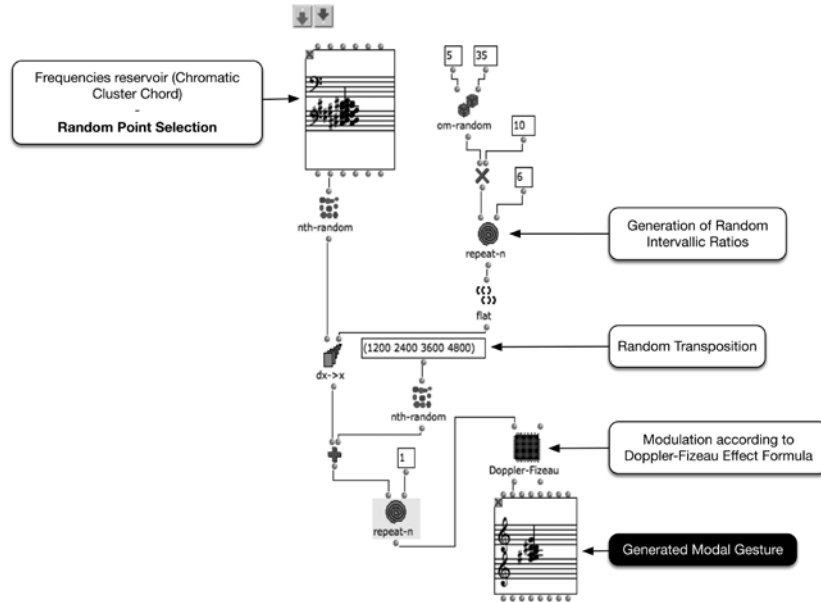 Frequencies reservoir (Chromatic
Cluster Chord)
-
Random Point Selection
5
35
om-random
10
6
nth-random
repeat-n
Generation of Random
Intervallic Ratios
flat
(1200 2400 3600 4800)
Random Transposition
dx->x
nth-random
1
Doppler-Fizeau
Modulation according to
Doppler-Fizeau Effect Formula
repeat-n
Generated Modal Gesture